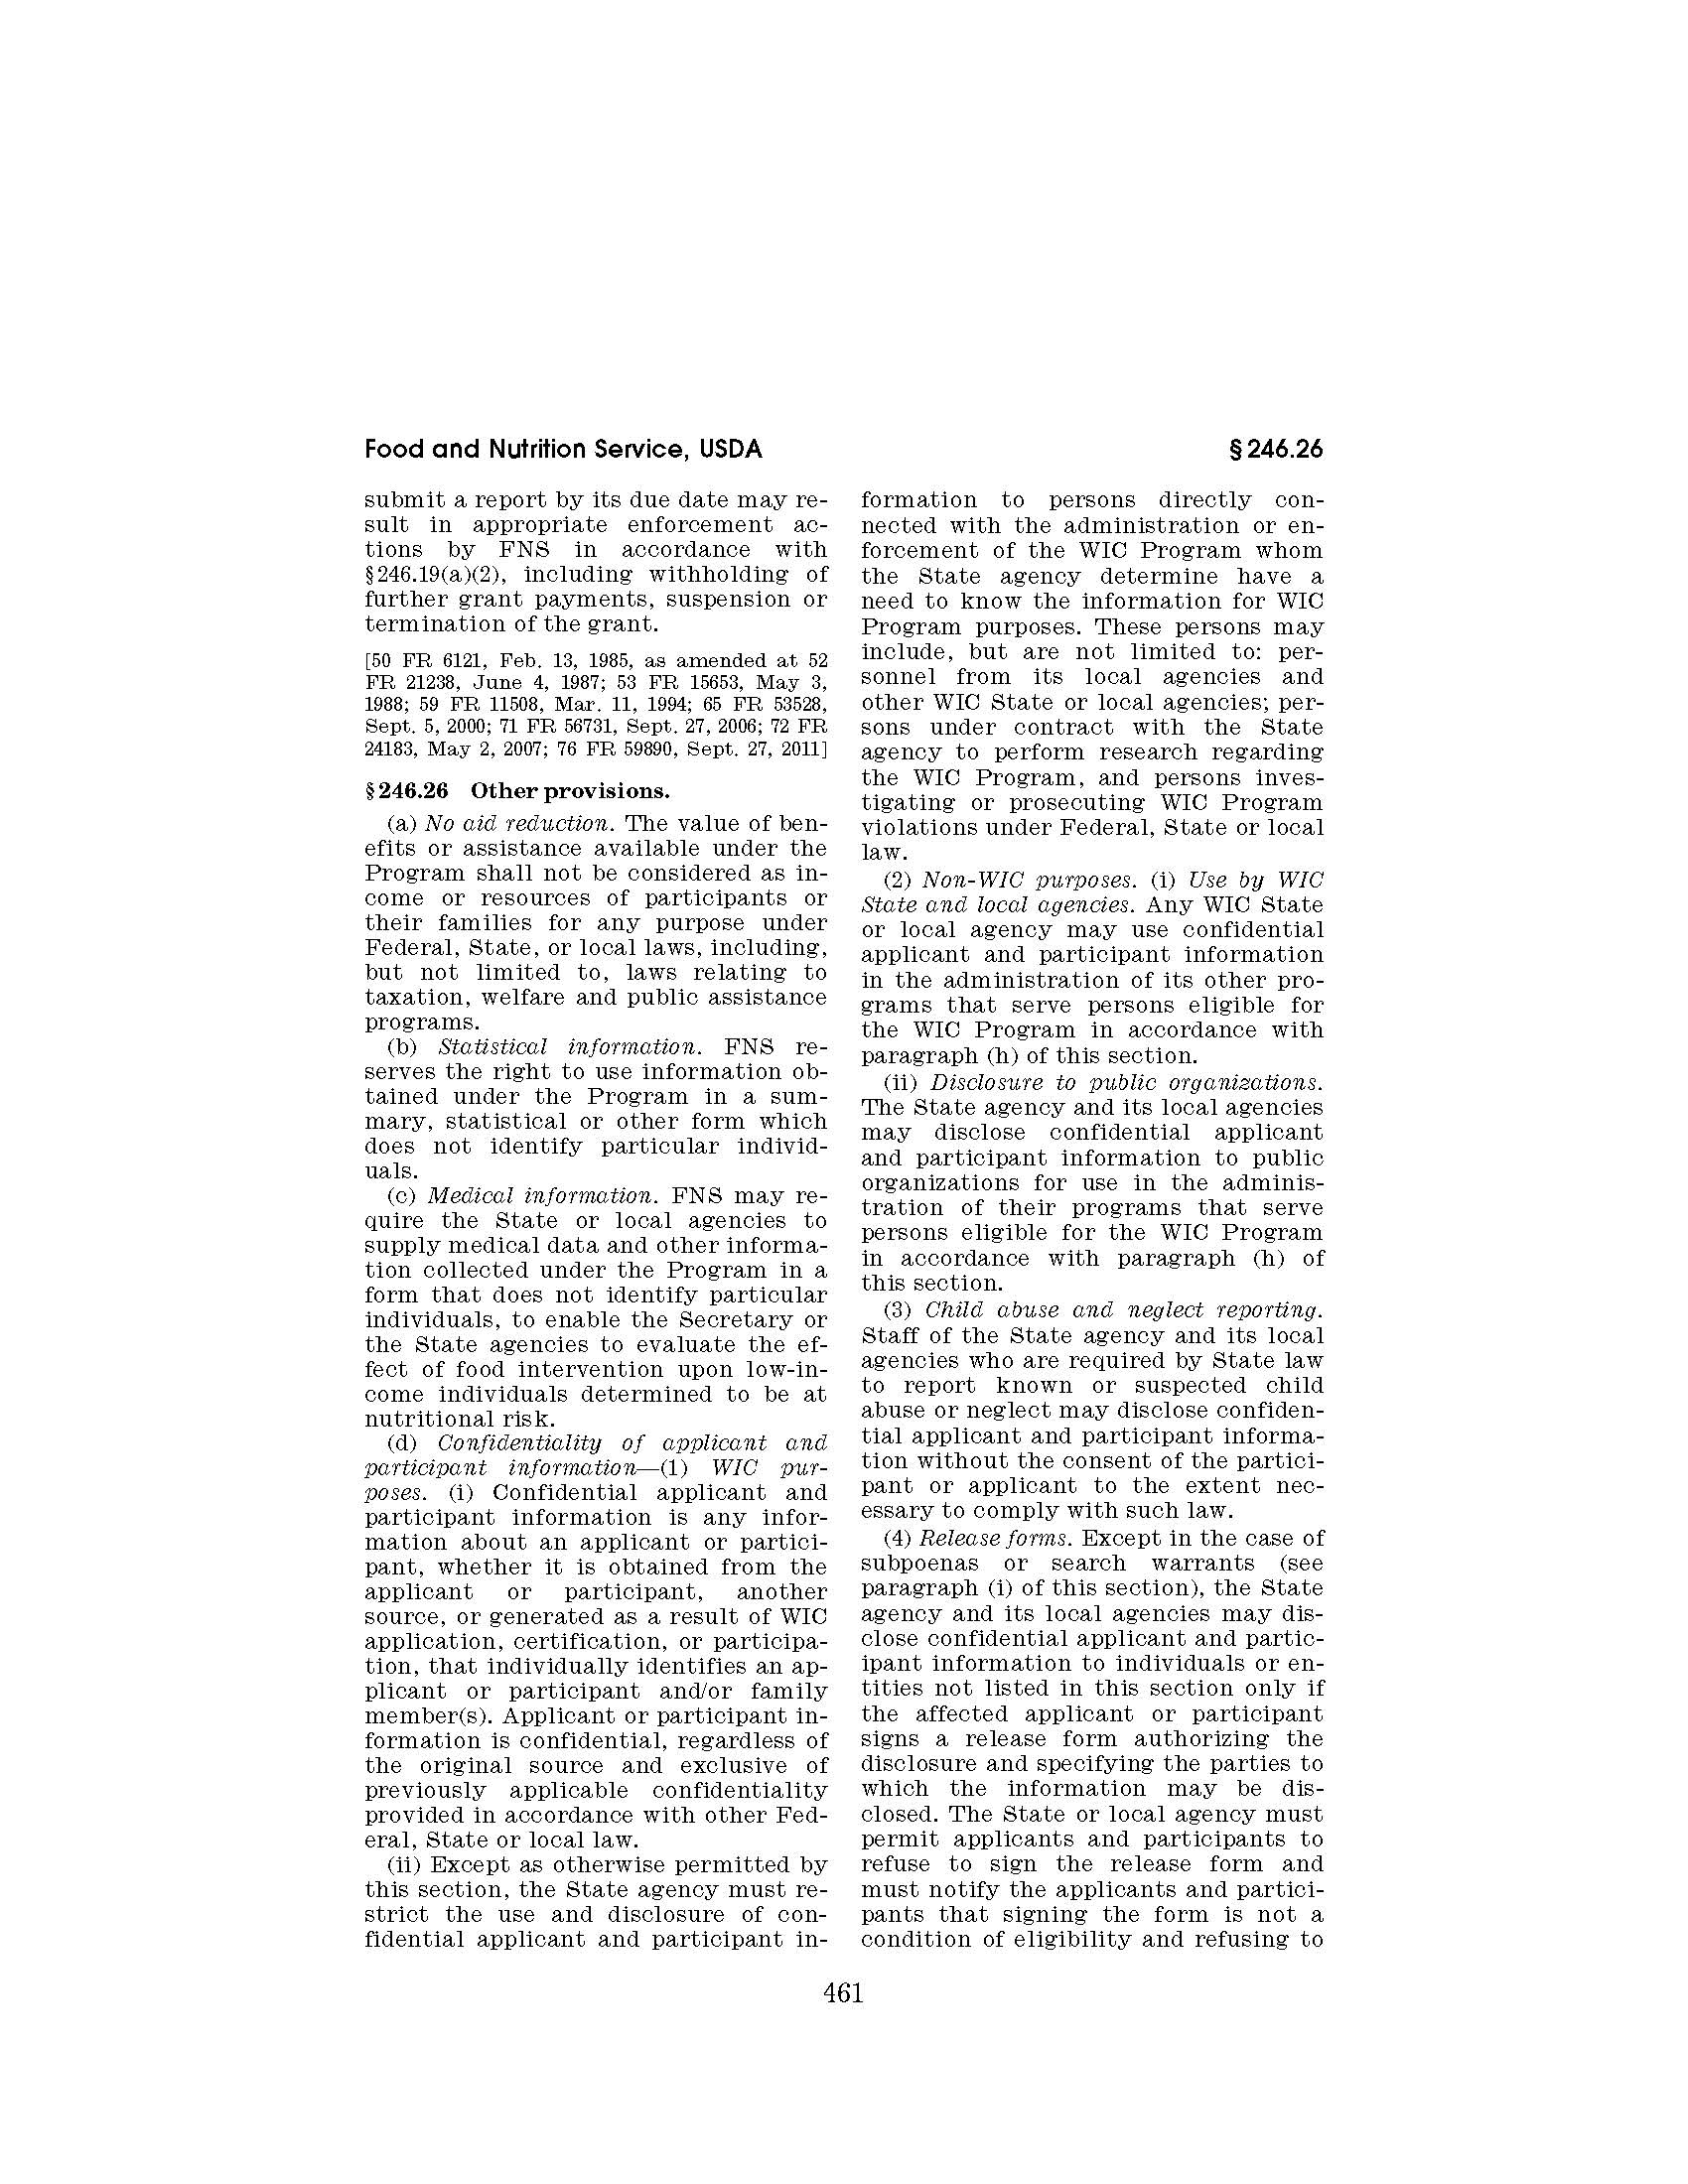 Food and Nutrition Service, USDA
§ 246.26
submit a report by its due date may re-
sult in appropriate enforcement ac-
tions by FNS in accordance with
§246.19(a)(2), including withholding of
further grant payments, suspension or
termination of the grant.
[50 FR 6121, Feb. 13, 1985, as amended at 52
FR 21238, June 4, 1987; 53 FR 15653, May 3,
1988; 59 FR 11508, Mar. 11, 1994; 65 FR 53528,
Sept. 5, 2000; 71 FR 56731, Sept. 27, 2006; 72 FR
24183, May 2, 2007; 76 FR 59890, Sept. 27, 2011]
§ 246.26 Other provisions.
(a) No aid reduction. The value of ben-
efits or assistance available under the
Program shall not be considered as in-
come or resources of participants or
their families for any purpose under
Federal, State, or local laws, including,
but not limited to, laws relating to
taxation, welfare and public assistance
programs.
(b) Statistical information. FNS re-
serves the right to use information ob-
tained under the Program in a sum-
mary, statistical or other form which
does not identify particular individ-
uals.
(c) Medical information. FNS may re-
quire the State or local agencies to
supply medical data and other informa-
tion collected under the Program in a
form that does not identify particular
individuals, to enable the Secretary or
the State agencies to evaluate the ef-
fect of food intervention upon low-in-
come individuals determined to be at
nutritional risk.
(d) Confidentiality of applicant and
participant information—(1) WIC pur-
poses. (i) Confidential applicant and
participant information is any infor-
mation about an applicant or partici-
pant, whether it is obtained from the
applicant or participant, another
source, or generated as a result of WIC
application, certification, or participa-
tion, that individually identifies an ap-
plicant or participant and/or family
member(s). Applicant or participant in-
formation is confidential, regardless of
the original source and exclusive of
previously applicable confidentiality
provided in accordance with other Fed-
eral, State or local law.
(ii) Except as otherwise permitted by
this section, the State agency must re-
strict the use and disclosure of con-
fidential applicant and participant in-
formation to persons directly con-
nected with the administration or en-
forcement of the WIC Program whom
the State agency determine have a
need to know the information for WIC
Program purposes. These persons may
include, but are not limited to: per-
sonnel from its local agencies and
other WIC State or local agencies; per-
sons under contract with the State
agency to perform research regarding
the WIC Program, and persons inves-
tigating or prosecuting WIC Program
violations under Federal, State or local
law.
(2) Non-WIC purposes. (i) Use by WIC
State and local agencies. Any WIC State
or local agency may use confidential
applicant and participant information
in the administration of its other pro-
grams that serve persons eligible for
the WIC Program in accordance with
paragraph (h) of this section.
(ii) Disclosure to public organizations.
The State agency and its local agencies
may disclose confidential applicant
and participant information to public
organizations for use in the adminis-
tration of their programs that serve
persons eligible for the WIC Program
in accordance with paragraph (h) of
this section.
(3) Child abuse and neglect reporting.
Staff of the State agency and its local
agencies who are required by State law
to report known or suspected child
abuse or neglect may disclose confiden-
tial applicant and participant informa-
tion without the consent of the partici-
pant or applicant to the extent nec-
essary to comply with such law.
(4) Release forms. Except in the case of
subpoenas or search warrants (see
paragraph (i) of this section), the State
agency and its local agencies may dis-
close confidential applicant and partic-
ipant information to individuals or en-
tities not listed in this section only if
the affected applicant or participant
signs a release form authorizing the
disclosure and specifying the parties to
which the information may be dis-
closed. The State or local agency must
permit applicants and participants to
refuse to sign the release form and
must notify the applicants and partici-
pants that signing the form is not a
condition of eligibility and refusing to
461